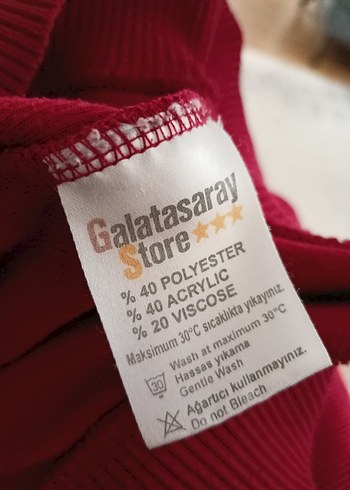 Galatasaray
Store
% 40 POLYESTER
% 40 ACRYLIC
% 20 VISCOSE
Maksimum 30°C sıcaklıkta yıkayınız.
Wash at maximum 30°C
Hassas yıkama
Gentle Wash
30
Ağartıcı kullanmayınız.
Do not Bleach